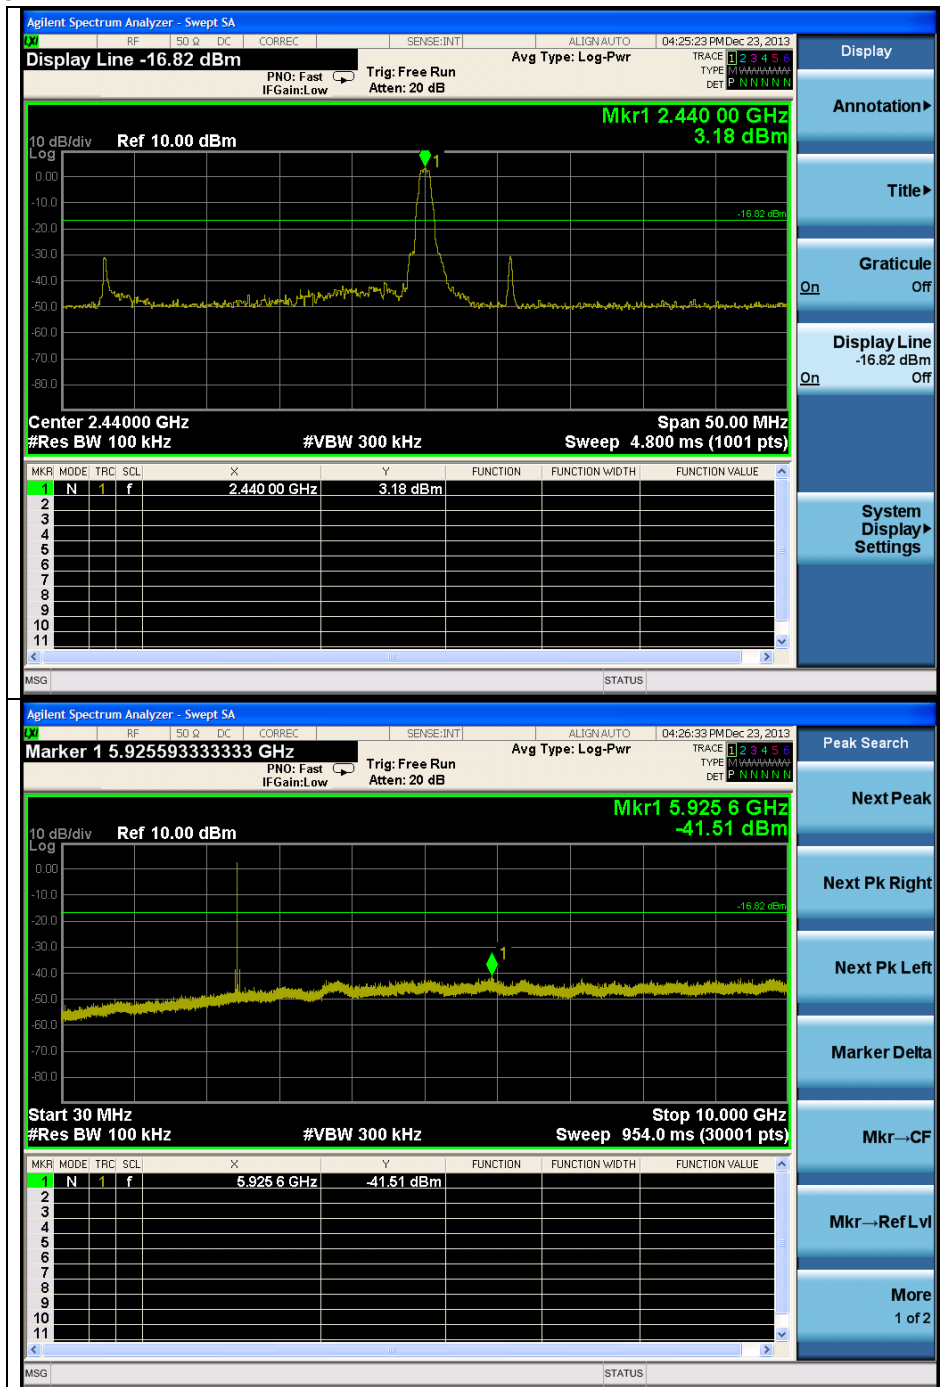 Agilent Spectrum Analyzer - Swept SA
LXI RF 50 Ω DC CORREC SENSE:INT ALIGN AUTO 04:25:23 PM Dec 23, 2013
Display Line -16.82 dBm
PNO: Fast
IFGain:Low
Trig: Free Run
Atten: 20 dB
Avg Type: Log-Pwr
TRACE 1 2 3 4 5 6
TYPE M WWWWW
DET P N N N N N
Display
Mkr1 2.440 00 GHz
3.18 dBm
10 dB/div Ref 10.00 dBm
Log
0.00
-10.0
-20.0
-30.0
-40.0
-50.0
-60.0
-70.0
-80.0
1
-16.82 dBm
Center 2.44000 GHz Span 50.00 MHz
#Res BW 100 kHz #VBW 300 kHz Sweep 4.800 ms (1001 pts)
MKR MODE TRC SCL X Y FUNCTION FUNCTION WIDTH FUNCTION VALUE
1 N 1 f 2.440 00 GHz 3.18 dBm
2
3
4
5
6
7
8
9
10
11
MSG STATUS
Annotation
Title
Graticule
On Off
Display Line
-16.82 dBm
On Off
System
Display
Settings
Agilent Spectrum Analyzer - Swept SA
LXI RF 50 Ω DC CORREC SENSE:INT ALIGN AUTO 04:26:33 PM Dec 23, 2013
Marker 1 5.925593333333 GHz
PNO: Fast
IFGain:Low
Trig: Free Run
Atten: 20 dB
Avg Type: Log-Pwr
TRACE 1 2 3 4 5 6
TYPE M WWWWW
DET P N N N N N
Peak Search
Mkr1 5.925 6 GHz
-41.51 dBm
10 dB/div Ref 10.00 dBm
Log
0.00
-10.0
-20.0
-30.0
-40.0
-50.0
-60.0
-70.0
-80.0
-16.82 dBm
1
Start 30 MHz Stop 10.000 GHz
#Res BW 100 kHz #VBW 300 kHz Sweep 954.0 ms (30001 pts)
MKR MODE TRC SCL X Y FUNCTION FUNCTION WIDTH FUNCTION VALUE
1 N 1 f 5.925 6 GHz -41.51 dBm
2
3
4
5
6
7
8
9
10
11
MSG STATUS
Next Peak
Next Pk Right
Next Pk Left
Marker Delta
Mkr→CF
Mkr→Ref Lvl
More
1 of 2